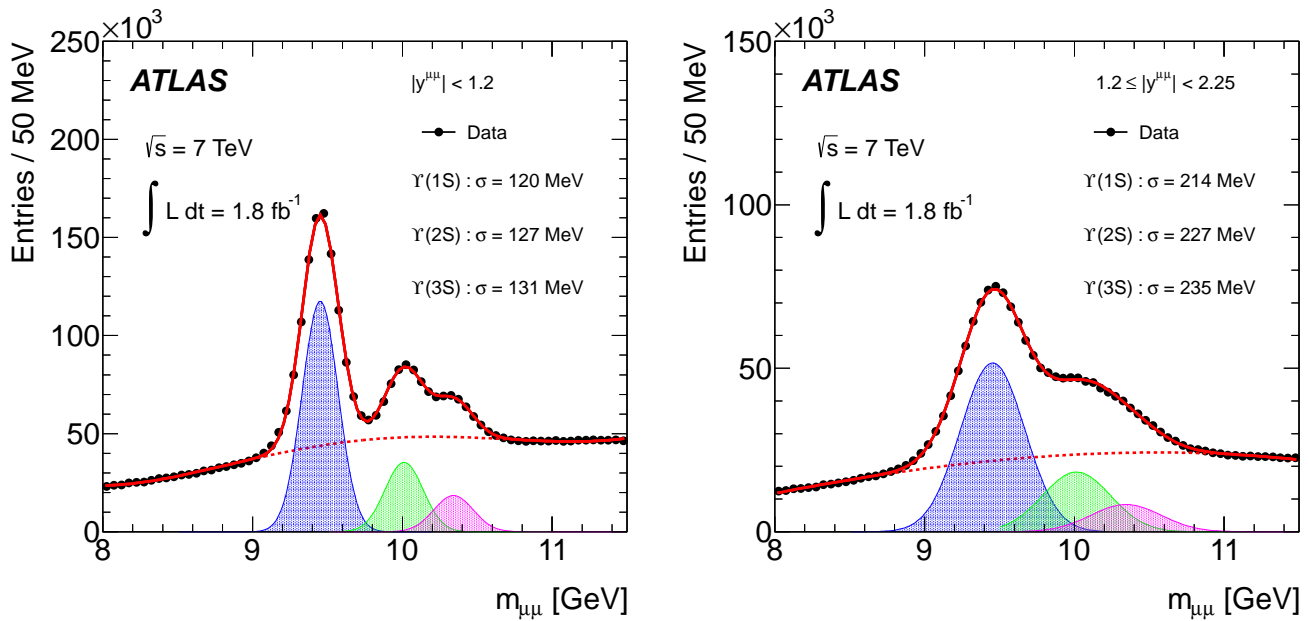 ×10³
250
200
150
100
50
0
Entries / 50 MeV
ATLAS
|y^μμ| < 1.2
Data
√s = 7 TeV
∫ L dt = 1.8 fb⁻¹
ϒ(1S) : σ = 120 MeV
ϒ(2S) : σ = 127 MeV
ϒ(3S) : σ = 131 MeV
8 9 10 11
m_μμ [GeV]
×10³
150
100
50
0
Entries / 50 MeV
ATLAS
1.2 ≤ |y^μμ| < 2.25
Data
√s = 7 TeV
∫ L dt = 1.8 fb⁻¹
ϒ(1S) : σ = 214 MeV
ϒ(2S) : σ = 227 MeV
ϒ(3S) : σ = 235 MeV
8 9 10 11
m_μμ [GeV]